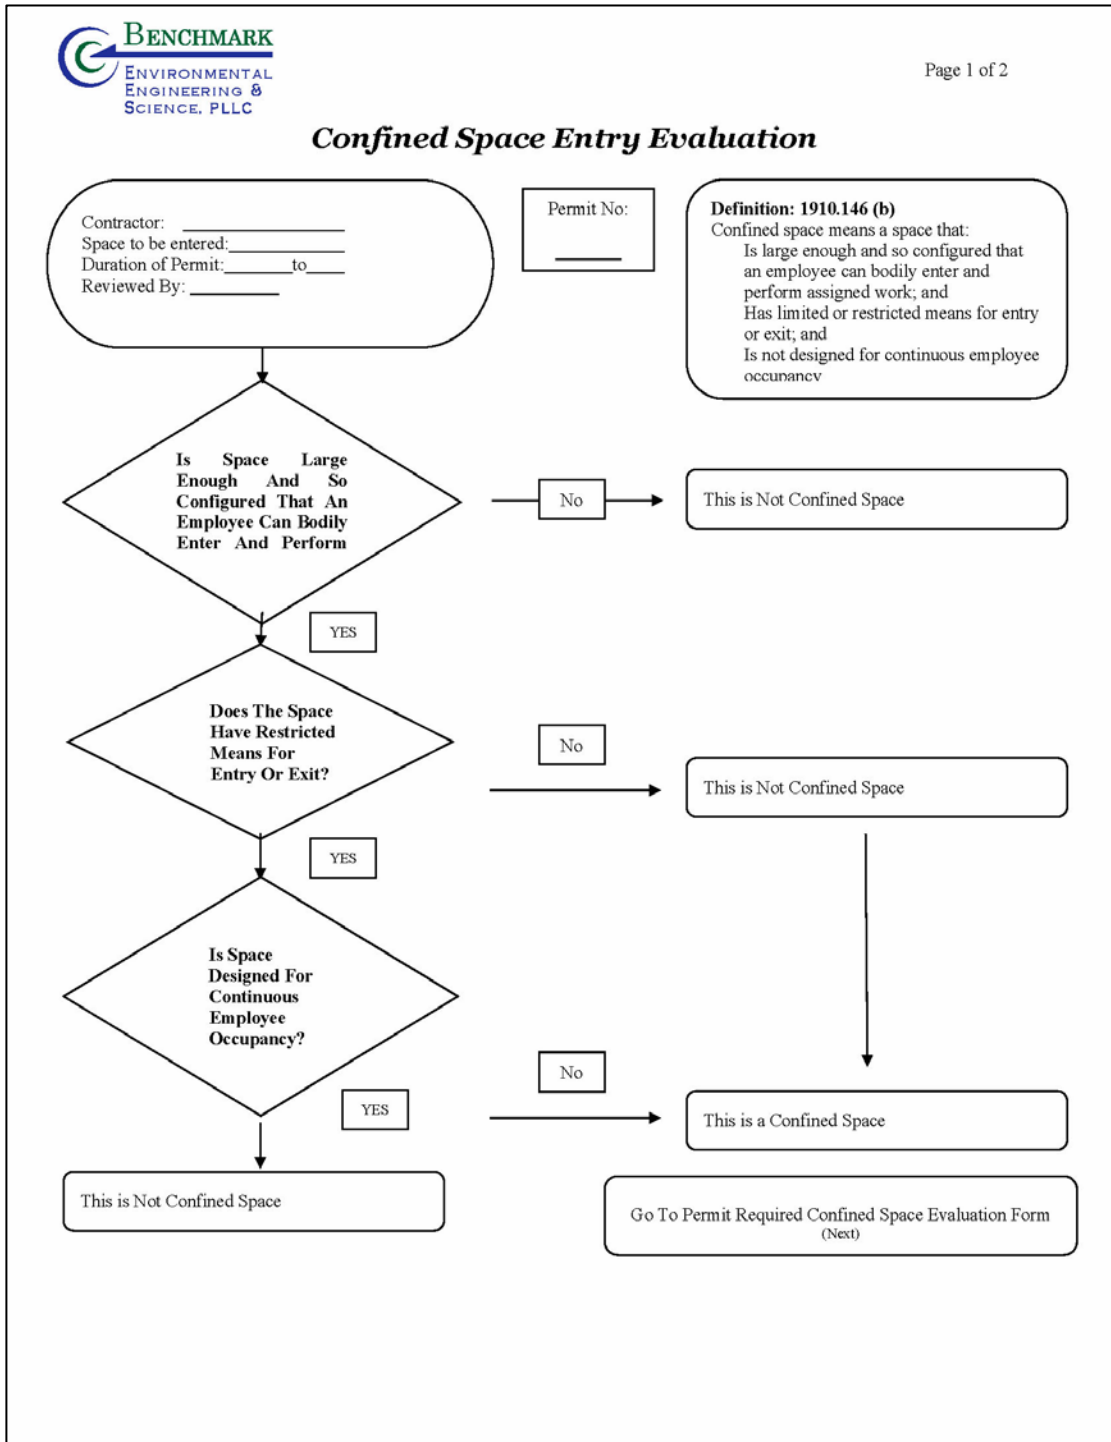 BENCHMARK
ENVIRONMENTAL
ENGINEERING &
SCIENCE, PLLC
Page 1 of 2
Confined Space Entry Evaluation
Contractor: ____________________
Space to be entered:______________
Duration of Permit:________to____
Reviewed By: ___________
Permit No:
________
Definition: 1910.146 (b)
Confined space means a space that:
Is large enough and so configured that
an employee can bodily enter and
perform assigned work; and
Has limited or restricted means for entry
or exit; and
Is not designed for continuous employee
occupancy
Is Space Large
Enough And So
Configured That An
Employee Can Bodily
Enter And Perform
No
This is Not Confined Space
YES
Does The Space
Have Restricted
Means For
Entry Or Exit?
No
This is Not Confined Space
YES
Is Space
Designed For
Continuous
Employee
Occupancy?
No
YES
This is a Confined Space
This is Not Confined Space
Go To Permit Required Confined Space Evaluation Form
(Next)